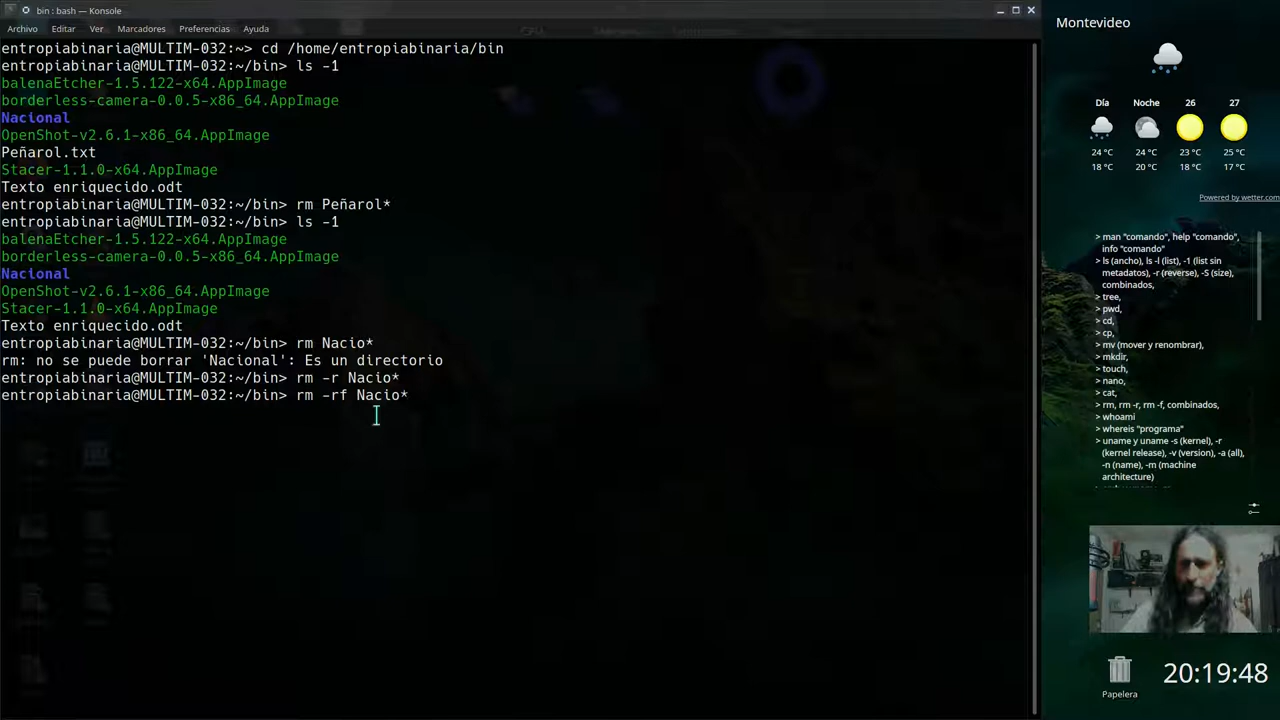 bin : bash — Konsole
Archivo Editar Ver Marcadores Preferencias Ayuda
entropiabinaria@MULTIM-032:~> cd /home/entropiabinaria/bin
entropiabinaria@MULTIM-032:~/bin> ls -1
balenaEtcher-1.5.122-x64.AppImage
borderless-camera-0.0.5-x86_64.AppImage
Nacional
OpenShot-v2.6.1-x86_64.AppImage
Peñarol.txt
Stacer-1.1.0-x64.AppImage
Texto enriquecido.odt
entropiabinaria@MULTIM-032:~/bin> rm Peñarol*
entropiabinaria@MULTIM-032:~/bin> ls -1
balenaEtcher-1.5.122-x64.AppImage
borderless-camera-0.0.5-x86_64.AppImage
Nacional
OpenShot-v2.6.1-x86_64.AppImage
Stacer-1.1.0-x64.AppImage
Texto enriquecido.odt
entropiabinaria@MULTIM-032:~/bin> rm Nacio*
rm: no se puede borrar 'Nacional': Es un directorio
entropiabinaria@MULTIM-032:~/bin> rm -r Nacio*
entropiabinaria@MULTIM-032:~/bin> rm -rf Nacio*
Montevideo
Día Noche 26 27
24 °C 24 °C 23 °C 25 °C
18 °C 20 °C 18 °C 17 °C
Powered by wetter.com
> man "comando", help "comando",
info "comando"
> ls (ancho), ls -l (list), -1 (list sin
metadatos), -r (reverse), -S (size),
combinados,
> tree,
> pwd,
> cd,
> cp,
> mv (mover y renombrar),
> mkdir,
> touch,
> nano,
> cat,
> rm, rm -r, rm -f, combinados,
> whoami
> whereis "programa"
> uname y uname -s (kernel), -r
(kernel release), -v (version), -a (all),
-n (name), -m (machine
architecture)
Papelera
20:19:48